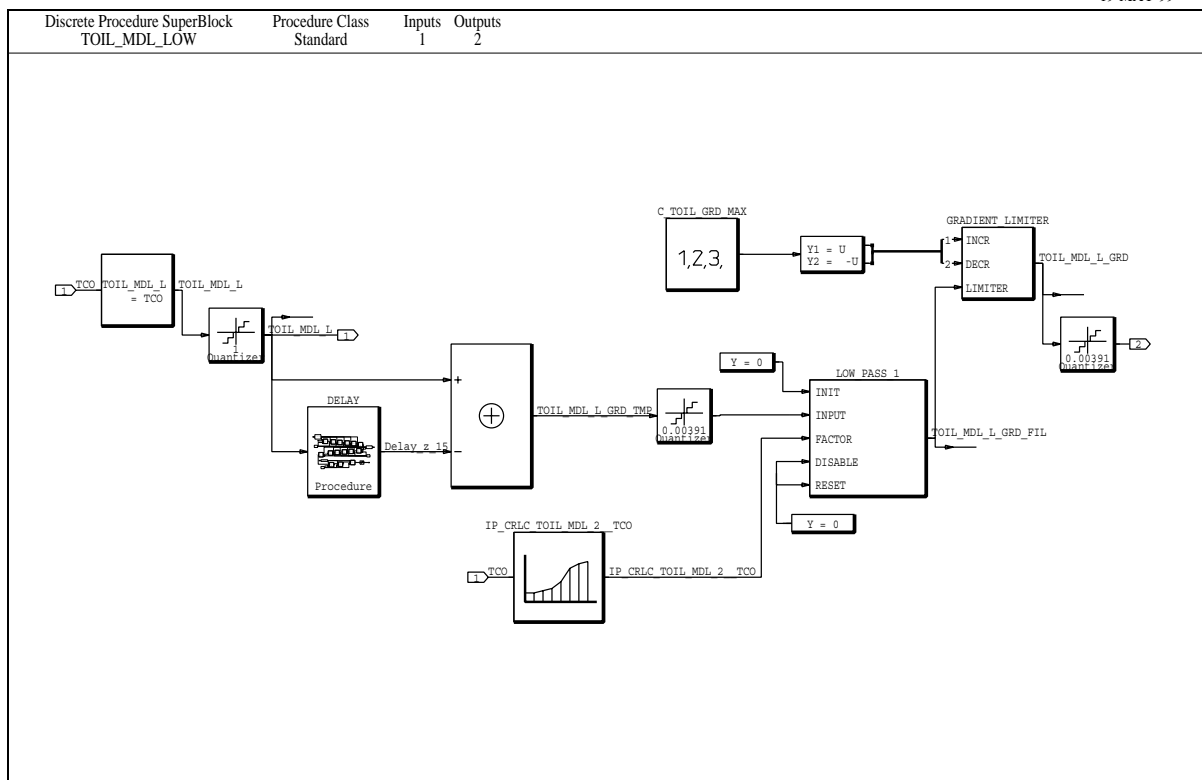 Discrete Procedure SuperBlock Procedure Class Inputs Outputs
TOIL_MDL_LOW Standard 1 2
C_TOIL_GRD_MAX
1,2,3,
Y1 = U
Y2 = -U
GRADIENT_LIMITER
1 INCR
2 DECR
LIMITER
TOIL_MDL_L_GRD
0.00391
Quantizer
2
1 TCO
TOIL_MDL_L
= TCO
TOIL_MDL_L
1
Quantizer
TOIL_MDL_L
1
Y = 0
LOW_PASS_1
INIT
INPUT
FACTOR
DISABLE
RESET
TOIL_MDL_L_GRD_FIL
Y = 0
+
−
TOIL_MDL_L_GRD_TMP
0.00391
Quantizer
DELAY
Procedure
Delay_z_15
IP_CRLC_TOIL_MDL_2__TCO
1 TCO
IP_CRLC_TOIL_MDL_2__TCO